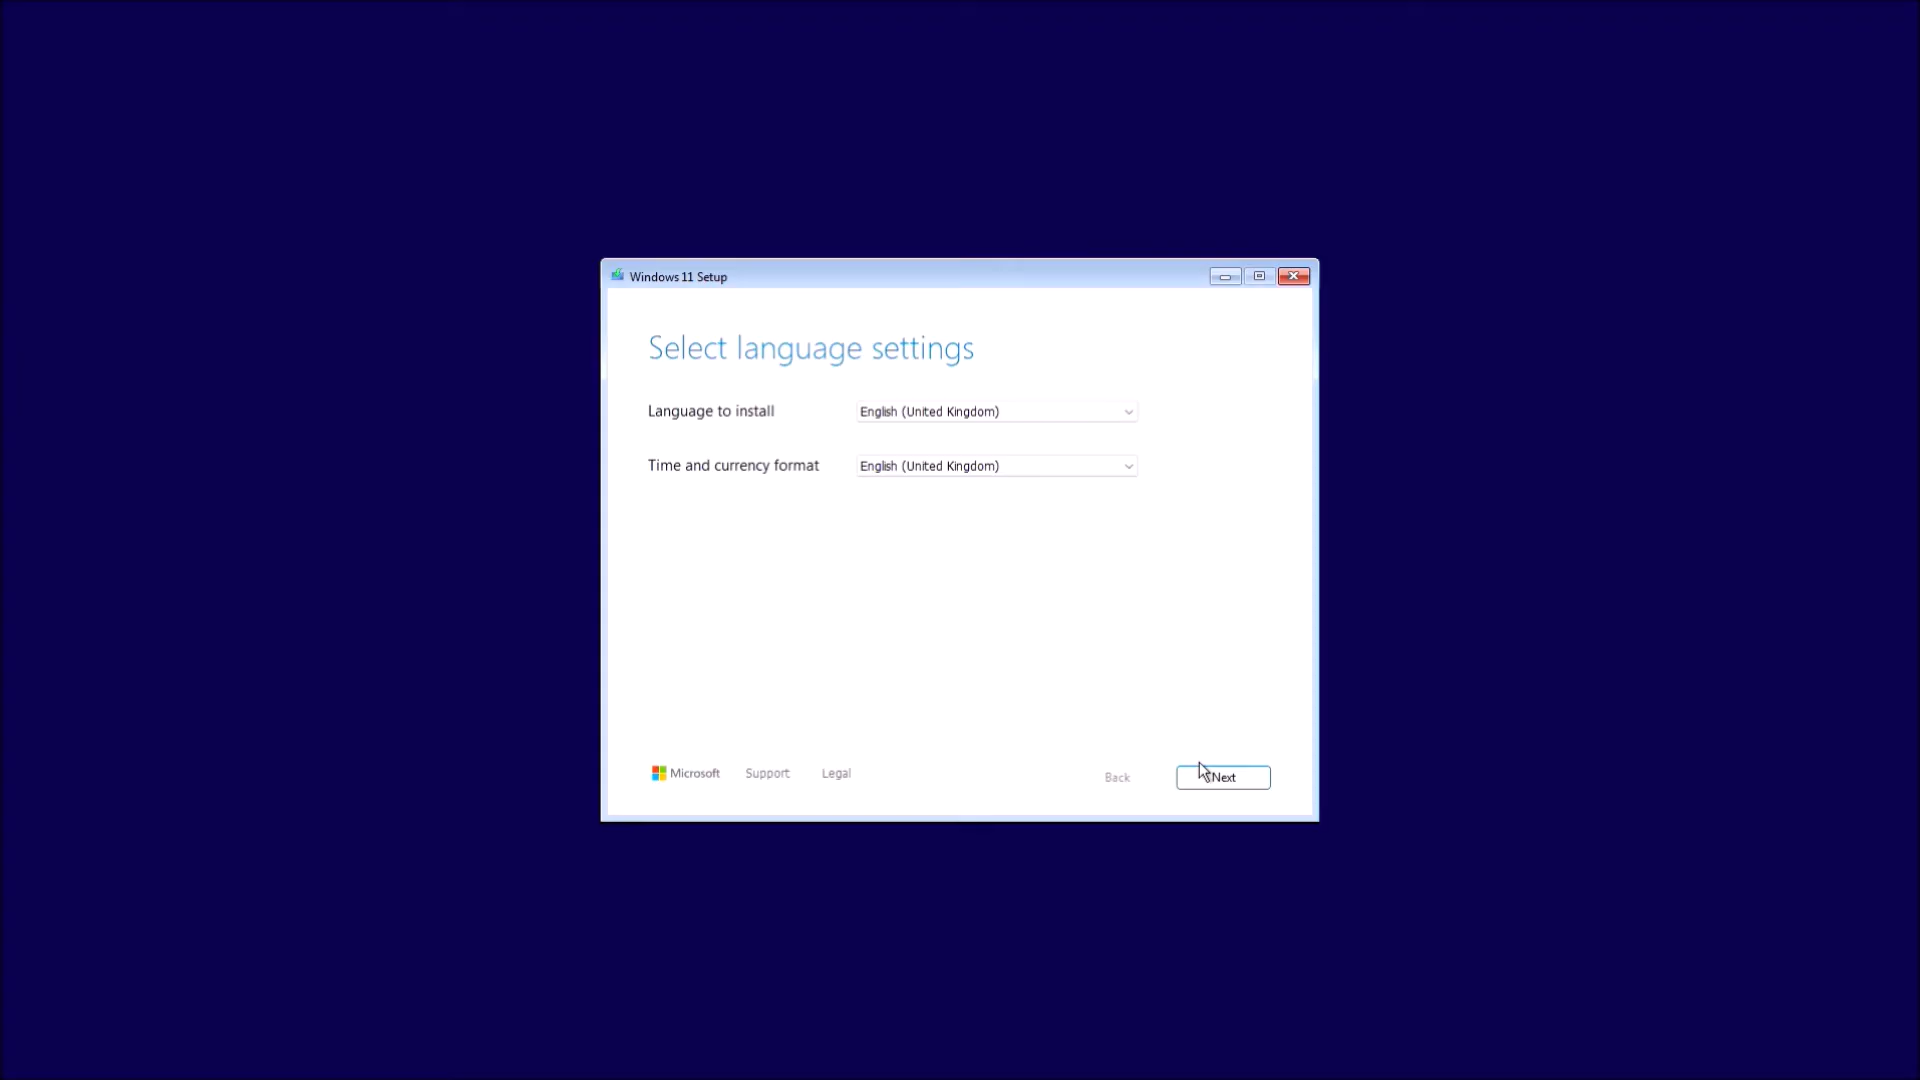 Windows 11 Setup
Select language settings
Language to install
English (United Kingdom)
Time and currency format
English (United Kingdom)
Microsoft
Support
Legal
Back
Next